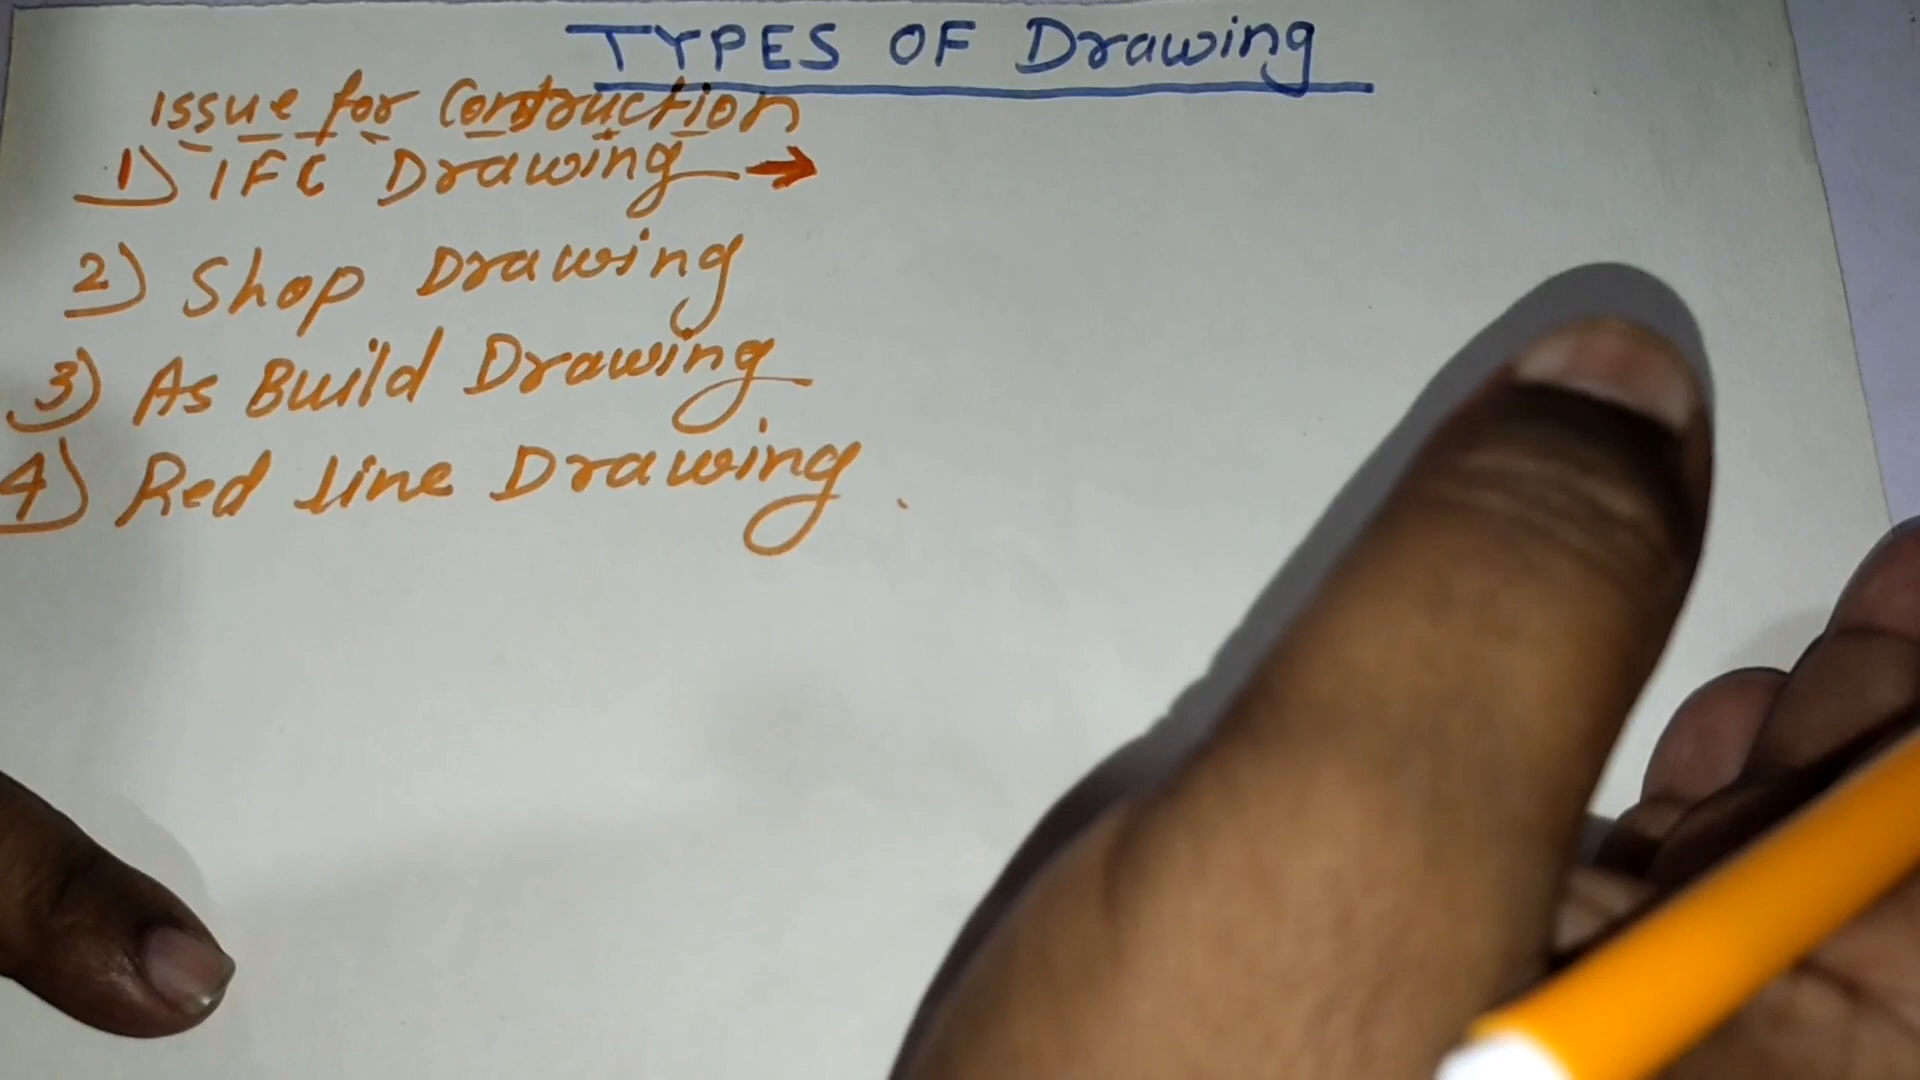 TYPES OF Drawing
Issue for Construction
1) IFC Drawing →
2) Shop Drawing
3) As Build Drawing
4) Red line Drawing